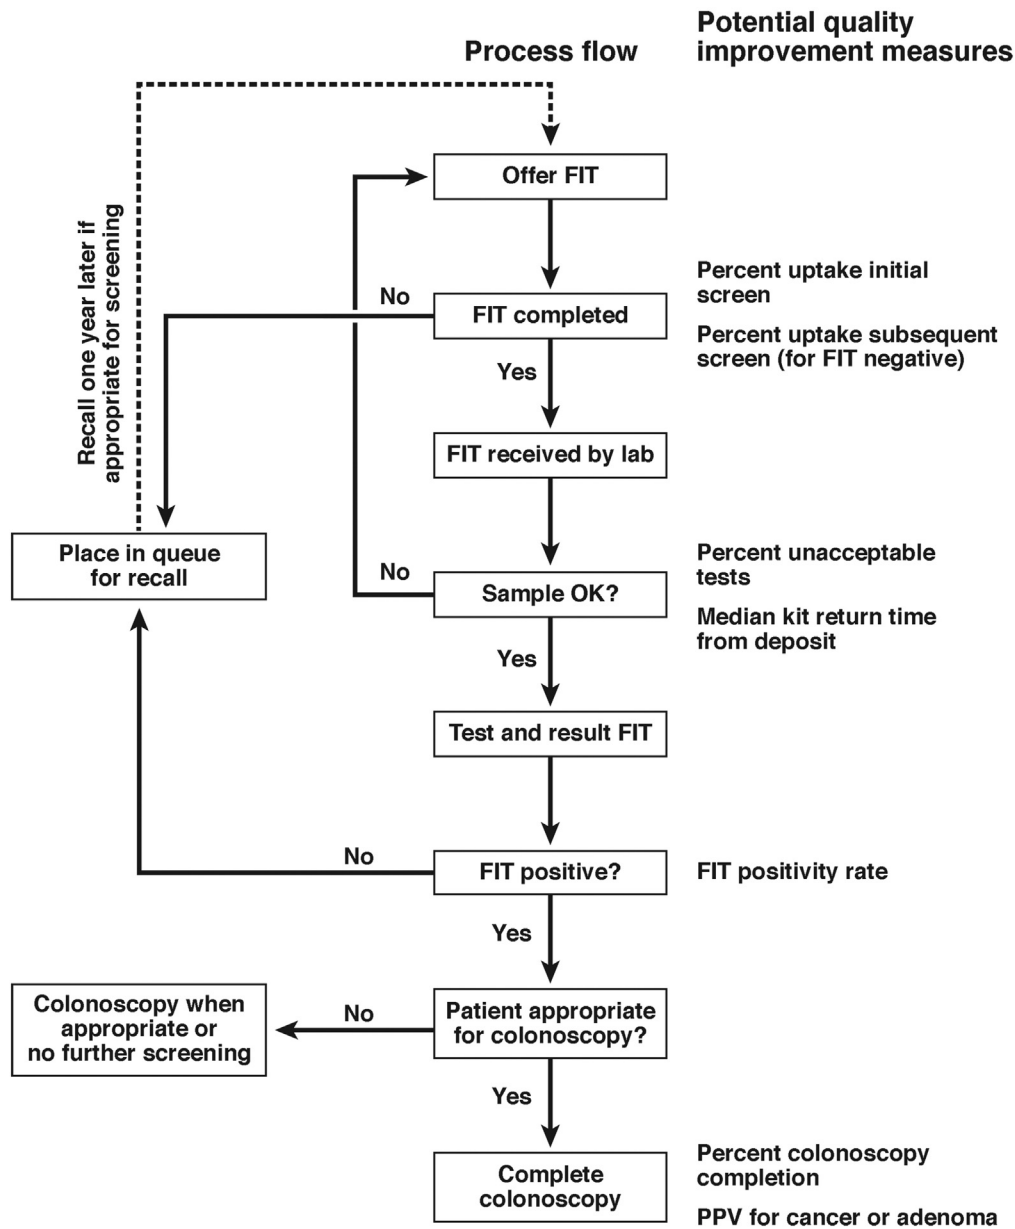 Process flow
Potential quality
improvement measures
Offer FIT
Recall one year later if
appropriate for screening
No
FIT completed
Percent uptake initial
screen
Percent uptake subsequent
screen (for FIT negative)
Yes
FIT received by lab
Place in queue
for recall
No
Sample OK?
Percent unacceptable
tests
Median kit return time
from deposit
Yes
Test and result FIT
No
FIT positive?
FIT positivity rate
Yes
Colonoscopy when
appropriate or
no further screening
No
Patient appropriate
for colonoscopy?
Yes
Complete
colonoscopy
Percent colonoscopy
completion
PPV for cancer or adenoma